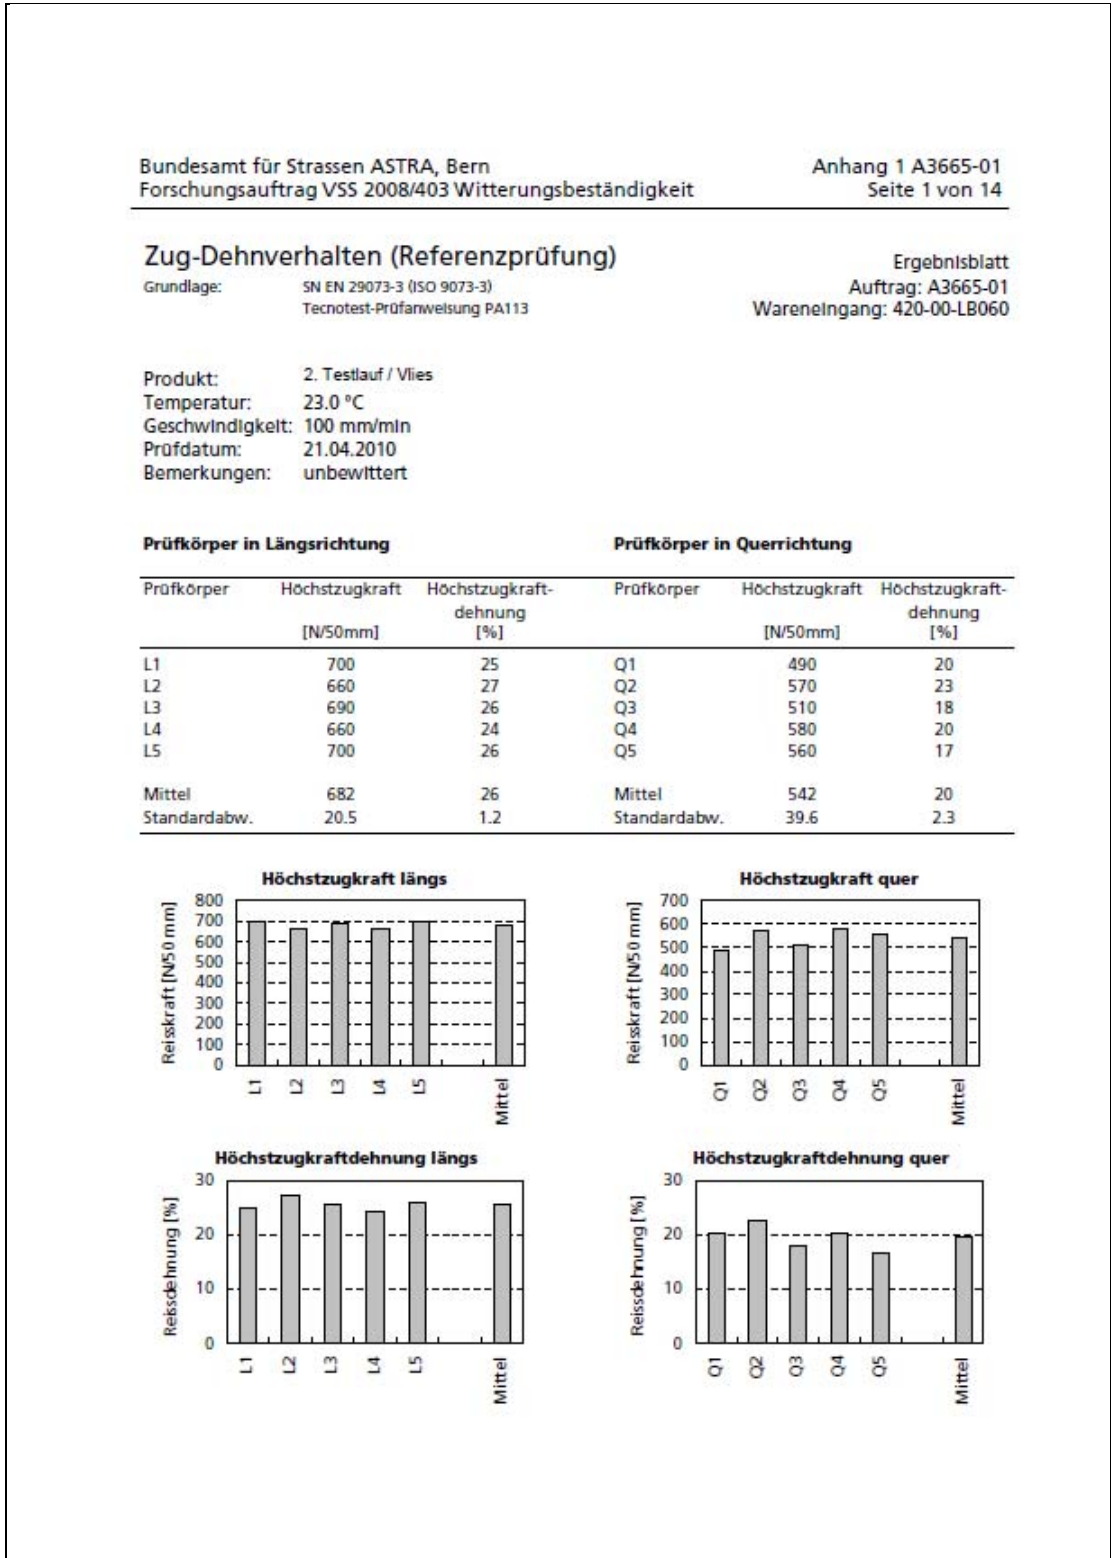 Bundesamt für Strassen ASTRA, Bern Anhang 1 A3665-01
Forschungsauftrag VSS 2008/403 Witterungsbeständigkeit Seite 1 von 14
Zug-Dehnverhalten (Referenzprüfung)
Ergebnisblatt
Grundlage: SN EN 29073-3 (ISO 9073-3) Auftrag: A3665-01
Tecnotest-Prüfanweisung PA113 Wareneingang: 420-00-LB060
Produkt: 2. Testlauf / Vlies
Temperatur: 23.0 °C
Geschwindigkeit: 100 mm/min
Prüfdatum: 21.04.2010
Bemerkungen: unbewittert
Prüfkörper in Längsrichtung Prüfkörper in Querrichtung
Prüfkörper Höchstzugkraft Höchstzugkraft- Prüfkörper Höchstzugkraft Höchstzugkraft-
dehnung dehnung
[N/50mm] [%] [N/50mm] [%]
L1 700 25 Q1 490 20
L2 660 27 Q2 570 23
L3 690 26 Q3 510 18
L4 660 24 Q4 580 20
L5 700 26 Q5 560 17
Mittel 682 26 Mittel 542 20
Standardabw. 20.5 1.2 Standardabw. 39.6 2.3
Höchstzugkraft längs
Reisskraft [N/50 mm]
800
700
600
500
400
300
200
100
0
L1 L2 L3 L4 L5 Mittel
Höchstzugkraft quer
Reisskraft [N/50 mm]
700
600
500
400
300
200
100
0
Q1 Q2 Q3 Q4 Q5 Mittel
Höchstzugkraftdehnung längs
Reissdehnung [%]
30
20
10
0
L1 L2 L3 L4 L5 Mittel
Höchstzugkraftdehnung quer
Reissdehnung [%]
30
20
10
0
Q1 Q2 Q3 Q4 Q5 Mittel